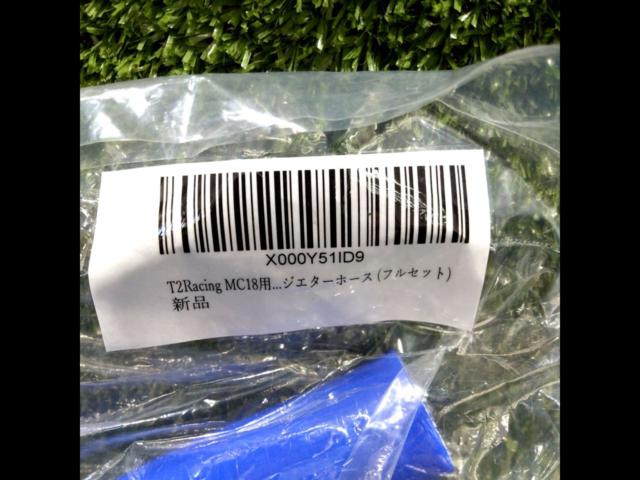 X000Y51ID9
T2Racing MC18用...ジエターホース (フルセット)
新品